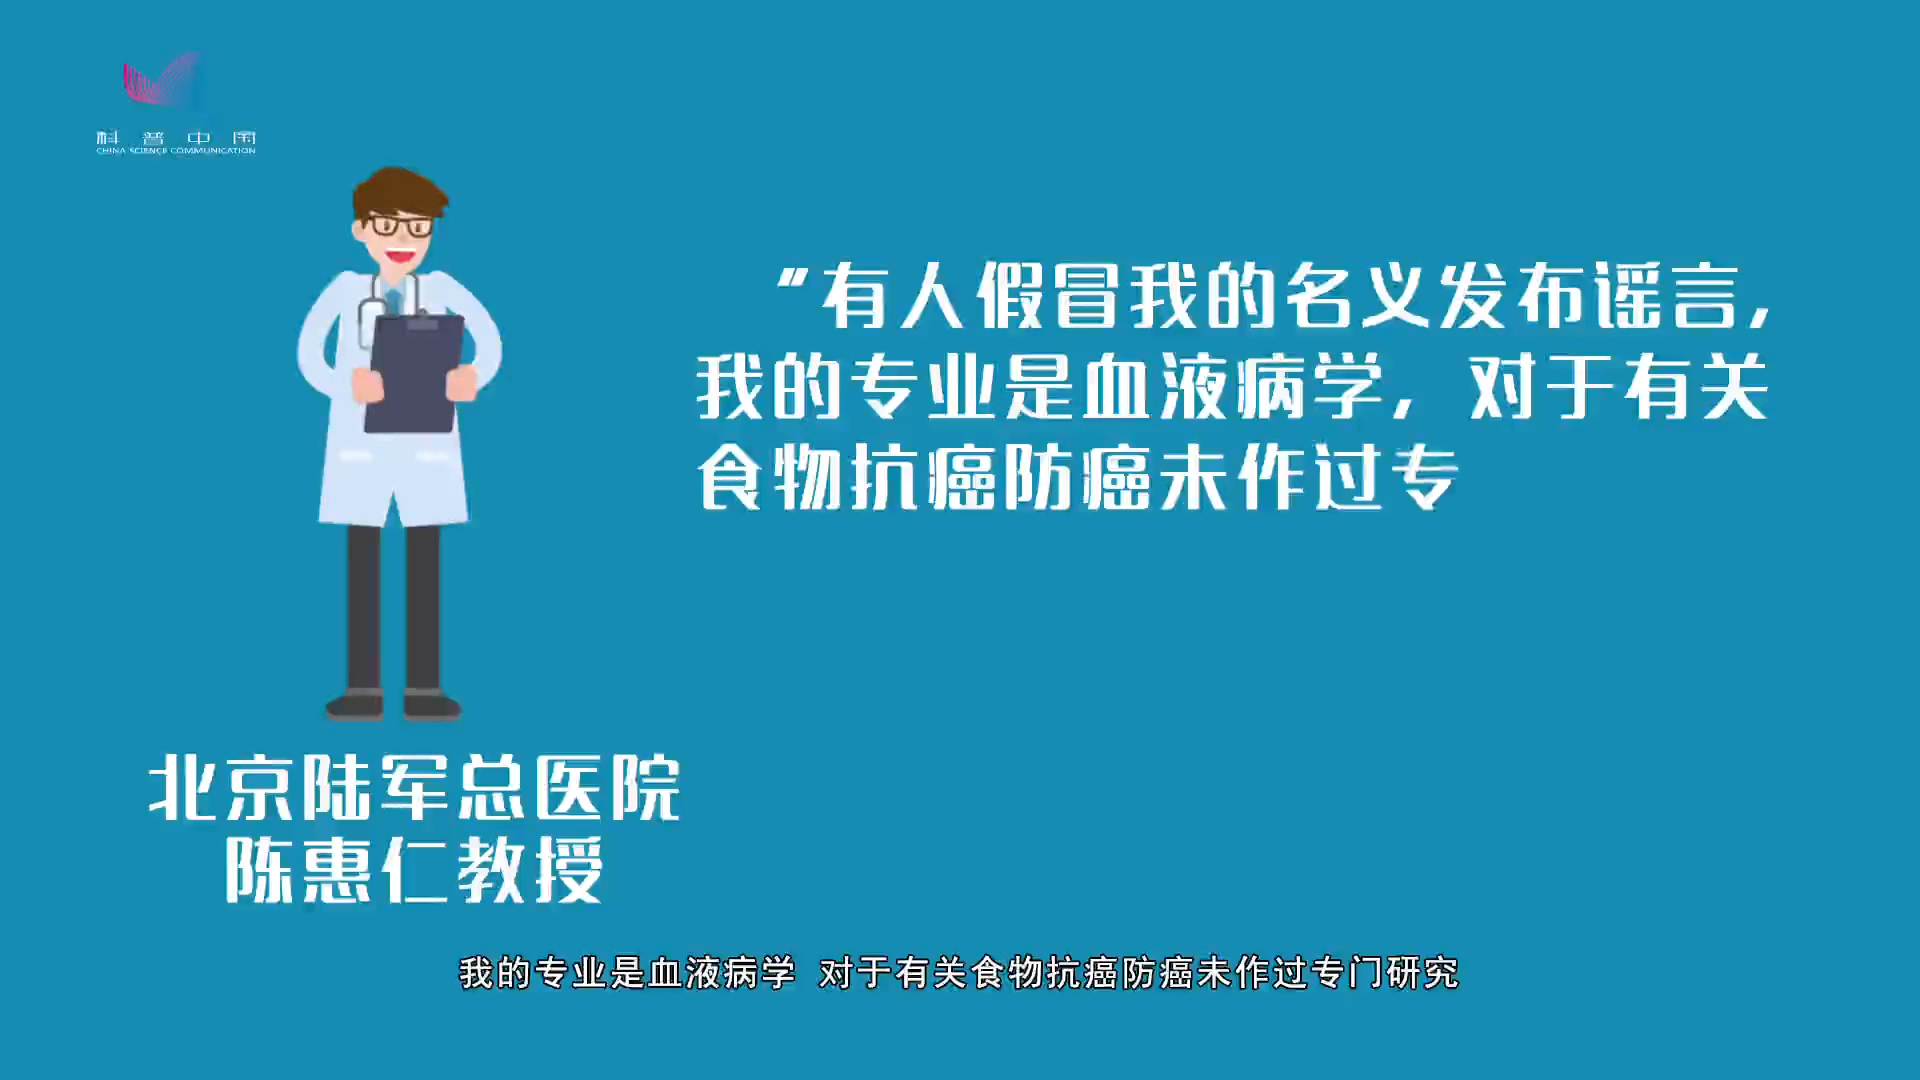 科普中国
CHINA SCIENCE COMMUNICATION
“有人假冒我的名义发布谣言，
我的专业是血液病学，对于有关
食物抗癌防癌未作过专
北京陆军总医院
陈惠仁教授
我的专业是血液病学 对于有关食物抗癌防癌未作过专门研究